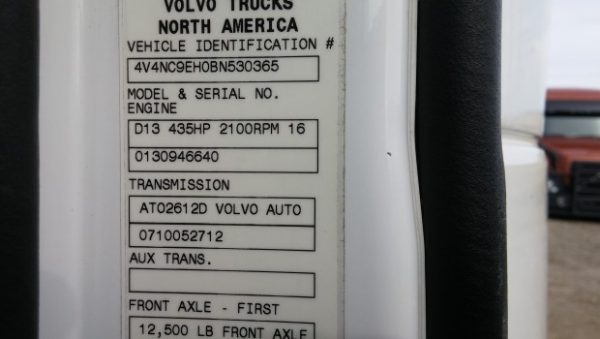 VOLVO TRUCKS
NORTH AMERICA
VEHICLE IDENTIFICATION #
4V4NC9EH0BN530365
MODEL & SERIAL NO.
ENGINE
D13 435HP 2100RPM 16
0130946640
TRANSMISSION
ATO2612D VOLVO AUTO
0710052712
AUX TRANS.
FRONT AXLE - FIRST
12,500 LB FRONT AXLE